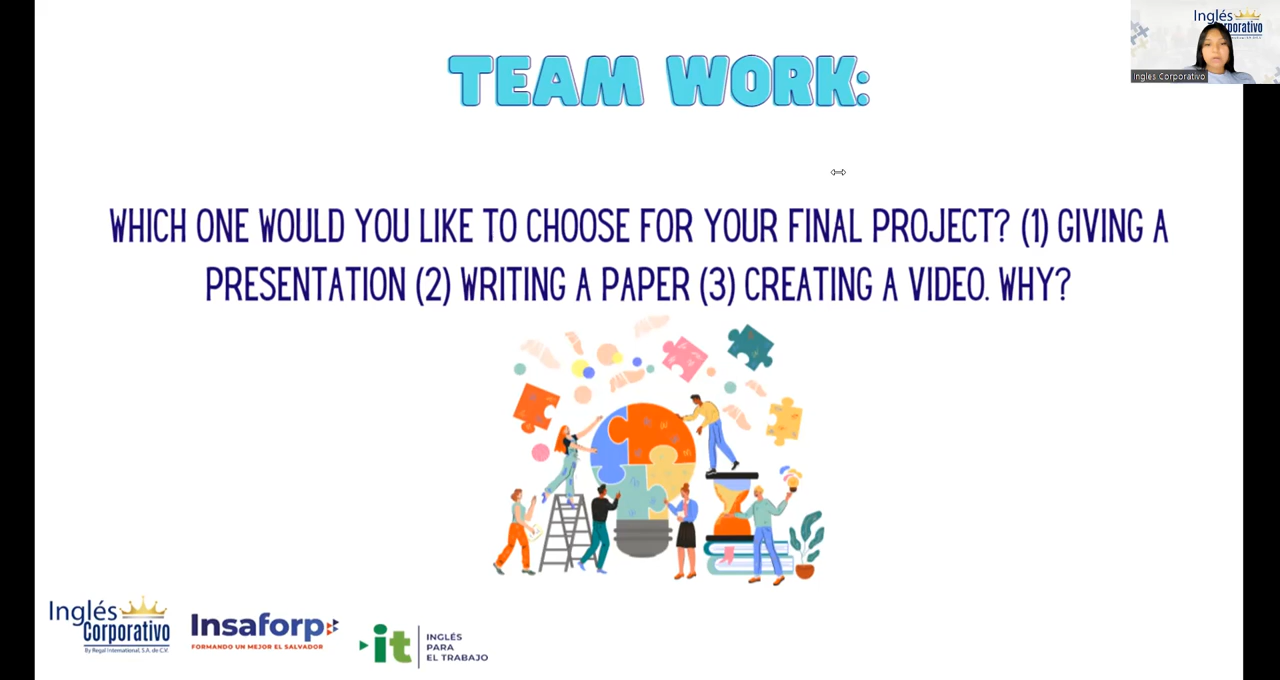 TEAM WORK:
WHICH ONE WOULD YOU LIKE TO CHOOSE FOR YOUR FINAL PROJECT? (1) GIVING A
PRESENTATION (2) WRITING A PAPER (3) CREATING A VIDEO. WHY?
Inglés
Corporativo
Ingles Corporativo
Inglés
Corporativo
By Regal International, S.A. de C.V.
Insaforp
FORMANDO UN MEJOR EL SALVADOR
it
INGLÉS
PARA
EL TRABAJO